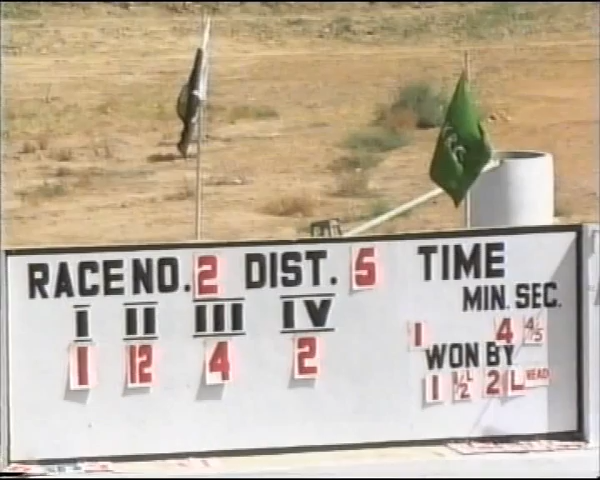 RACE NO. 2 DIST. 5 TIME
MIN. SEC.
I II III IV
1 12 4 2
1 4 4/5
WON BY
1 1/2 L 2 L HEAD